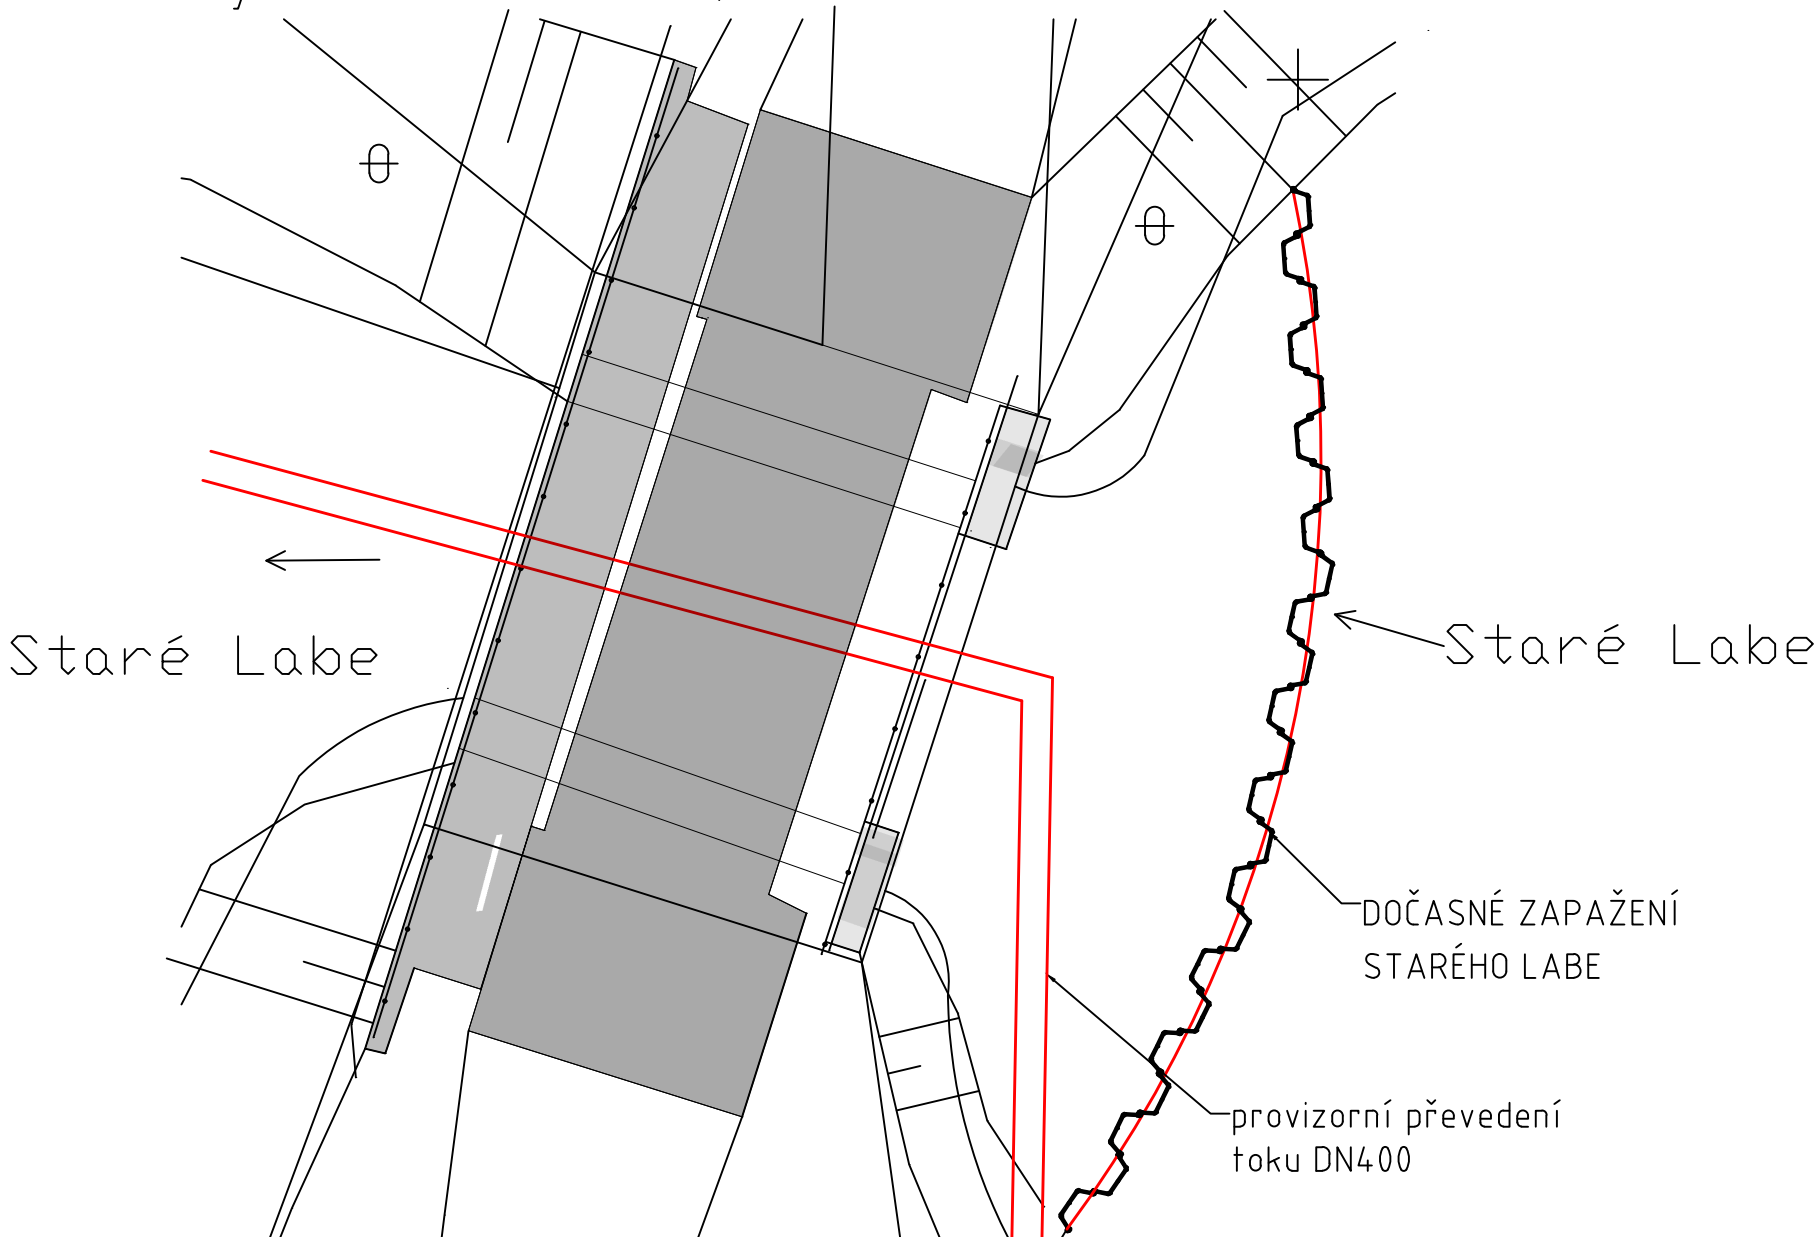 Staré Labe
Staré Labe
DOČASNÉ ZAPAŽENÍ
STARÉHO LABE
provizorní převedení
toku DN400